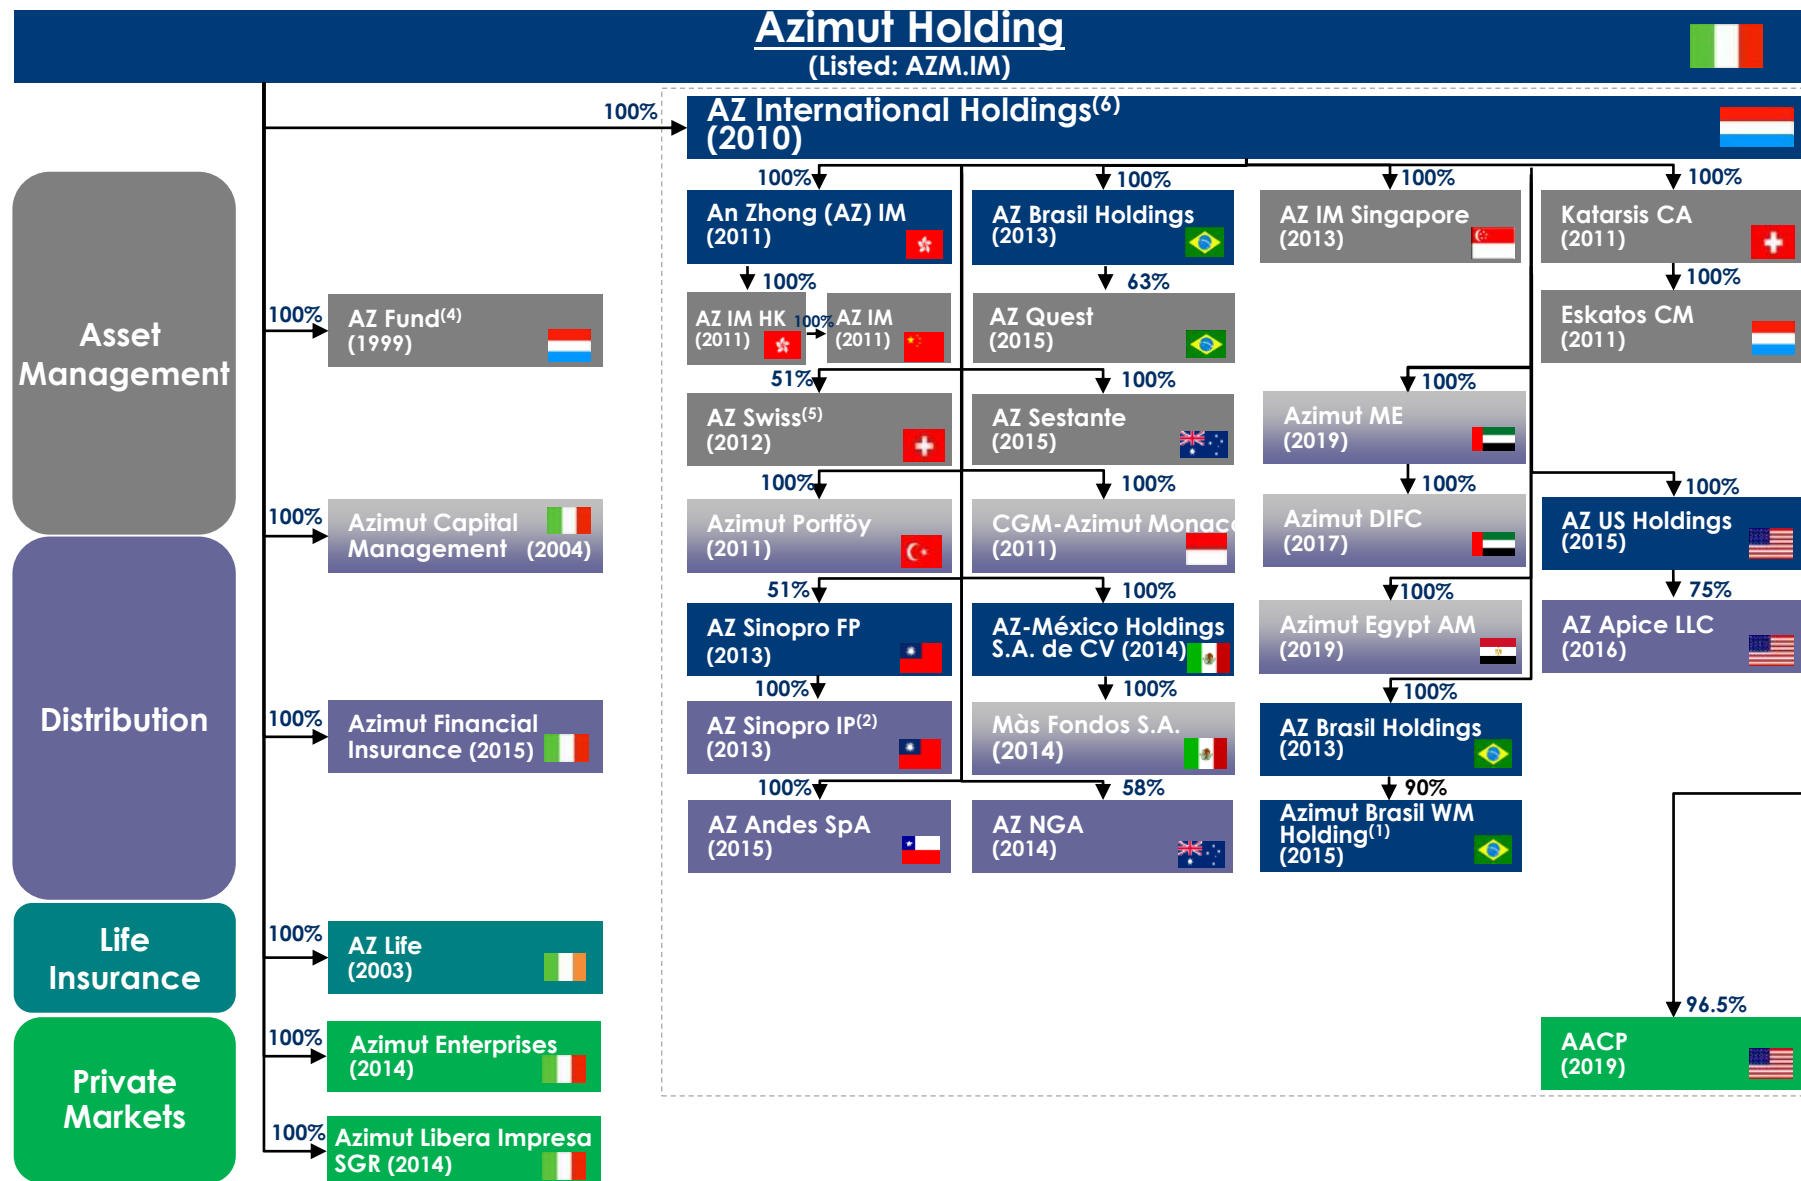 Azimut Holding
(Listed: AZM.IM)
100%
AZ International Holdings(6)
(2010)
Asset
Management
Distribution
Life
Insurance
Private
Markets
100%
AZ Fund(4)
(1999)
100%
Azimut Capital
Management (2004)
100%
Azimut Financial
Insurance (2015)
100%
AZ Life
(2003)
100%
Azimut Enterprises
(2014)
100%
Azimut Libera Impresa
SGR (2014)
100%
An Zhong (AZ) IM
(2011)
100%
AZ IM HK
(2011)
100%
AZ IM
(2011)
51%
AZ Swiss(5)
(2012)
100%
Azimut Portföy
(2011)
51%
AZ Sinopro FP
(2013)
100%
AZ Sinopro IP(2)
(2013)
100%
AZ Andes SpA
(2015)
100%
AZ Brasil Holdings
(2013)
63%
AZ Quest
(2015)
100%
AZ Sestante
(2015)
100%
CGM-Azimut Monaco
(2011)
100%
AZ-México Holdings
S.A. de CV (2014)
100%
Màs Fondos S.A.
(2014)
58%
AZ NGA
(2014)
100%
AZ IM Singapore
(2013)
100%
Azimut ME
(2019)
100%
Azimut DIFC
(2017)
100%
Azimut Egypt AM
(2019)
100%
AZ Brasil Holdings
(2013)
90%
Azimut Brasil WM
Holding(1)
(2015)
100%
Katarsis CA
(2011)
100%
Eskatos CM
(2011)
100%
AZ US Holdings
(2015)
75%
AZ Apice LLC
(2016)
96.5%
AACP
(2019)